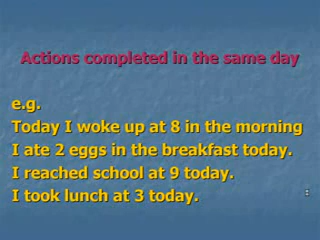 Actions completed in the same day
e.g.
Today I woke up at 8 in the morning
I ate 2 eggs in the breakfast today.
I reached school at 9 today.
I took lunch at 3 today.